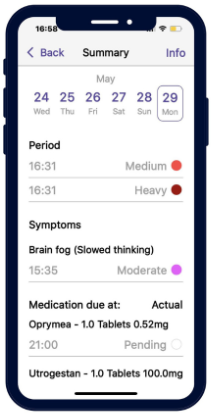 16:58
Back Summary Info
May
24 25 26 27 28 29
Wed Thu Fri Sat Sun Mon
Period
16:31 Medium
16:31 Heavy
Symptoms
Brain fog (Slowed thinking)
15:35 Moderate
Medication due at: Actual
Oprymea - 1.0 Tablets 0.52mg
21:00 Pending
Utrogestan - 1.0 Tablets 100.0mg